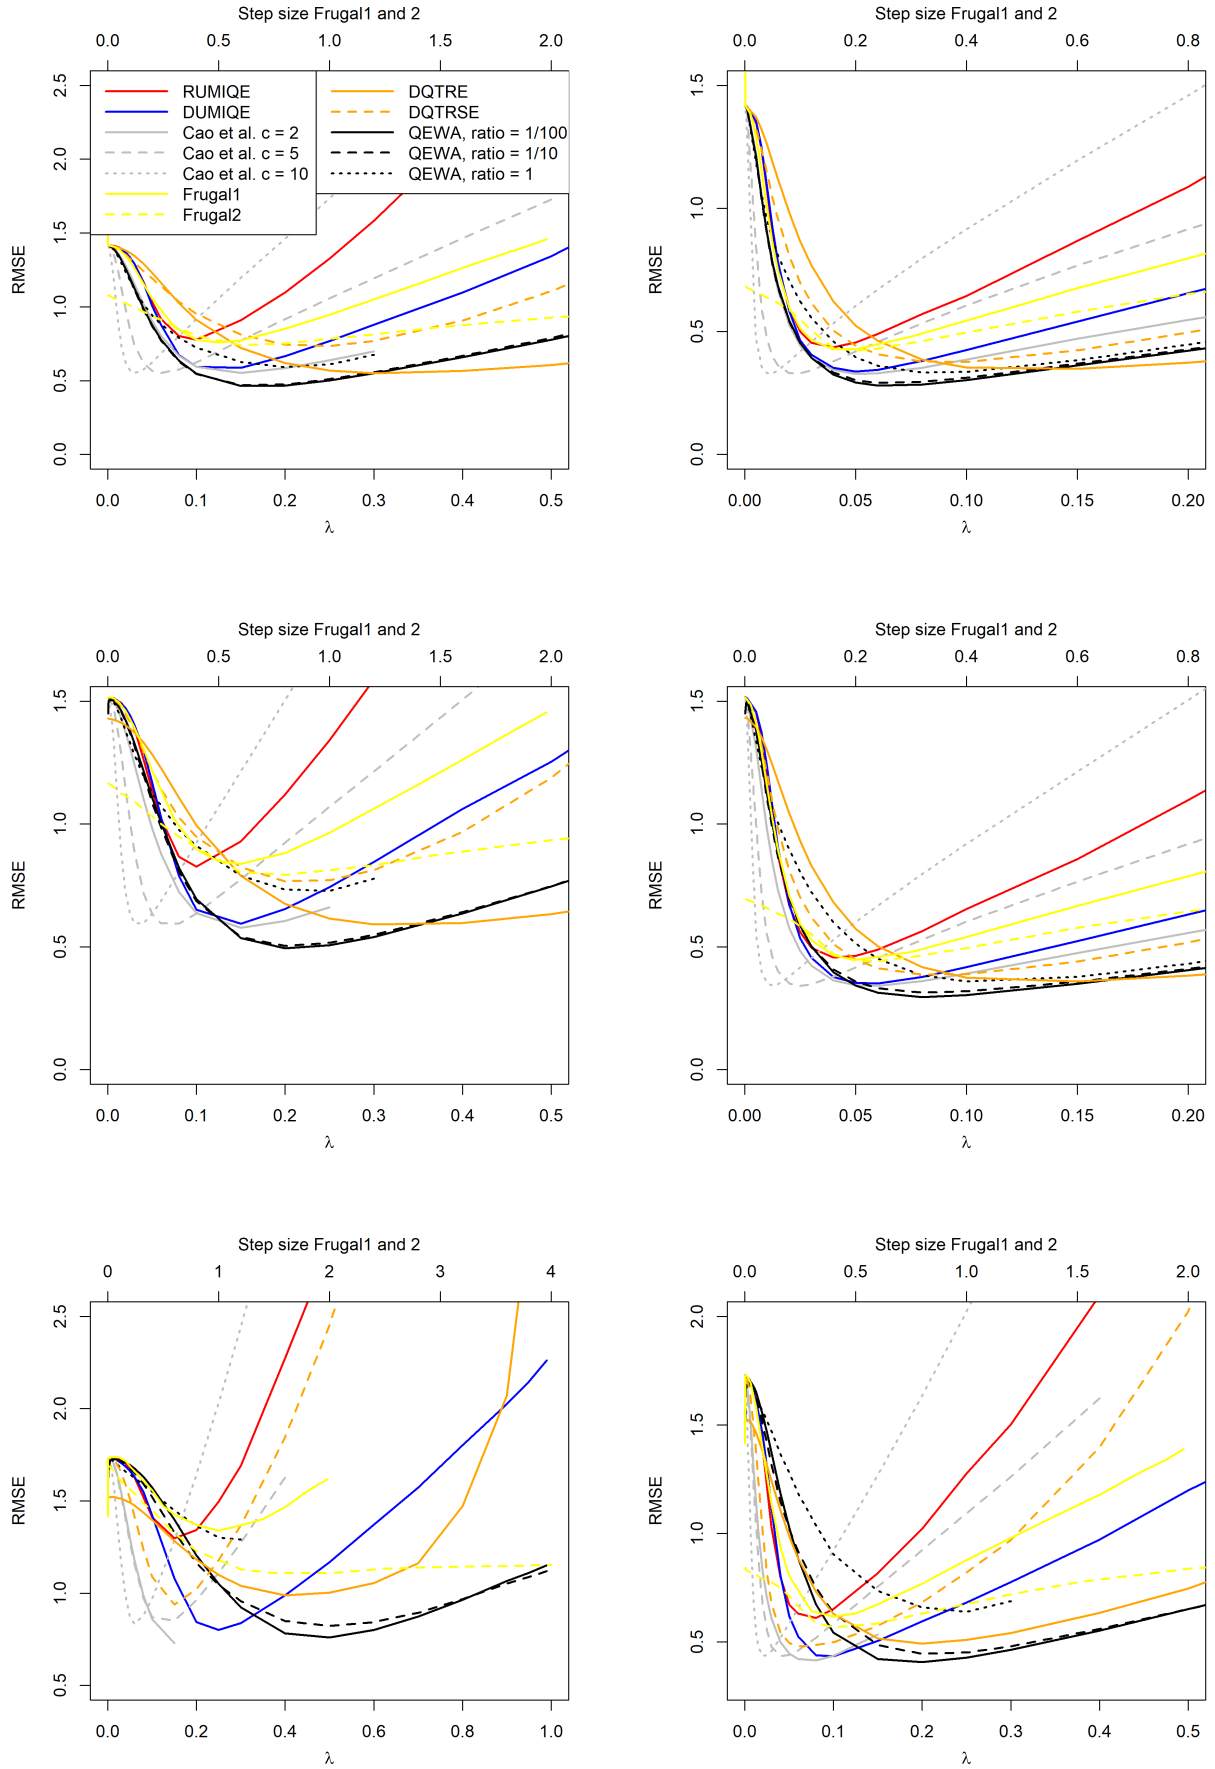 Step size Frugal1 and 2
0.0 0.5 1.0 1.5 2.0
RMSE
0.0 0.5 1.0 1.5 2.0 2.5
RUMIQE
DUMIQE
Cao et al. c = 2
Cao et al. c = 5
Cao et al. c = 10
Frugal1
Frugal2
DQTRE
DQTRSE
QEWA, ratio = 1/100
QEWA, ratio = 1/10
QEWA, ratio = 1
0.0 0.1 0.2 0.3 0.4 0.5
λ
Step size Frugal1 and 2
0.0 0.2 0.4 0.6 0.8
RMSE
0.0 0.5 1.0 1.5
0.00 0.05 0.10 0.15 0.20
λ
Step size Frugal1 and 2
0.0 0.5 1.0 1.5 2.0
RMSE
0.0 0.5 1.0 1.5
0.0 0.1 0.2 0.3 0.4 0.5
λ
Step size Frugal1 and 2
0.0 0.2 0.4 0.6 0.8
RMSE
0.0 0.5 1.0 1.5
0.00 0.05 0.10 0.15 0.20
λ
Step size Frugal1 and 2
0 1 2 3 4
RMSE
0.5 1.0 1.5 2.0 2.5
0.0 0.2 0.4 0.6 0.8 1.0
λ
Step size Frugal1 and 2
0.0 0.5 1.0 1.5 2.0
RMSE
0.5 1.0 1.5 2.0
0.0 0.1 0.2 0.3 0.4 0.5
λ